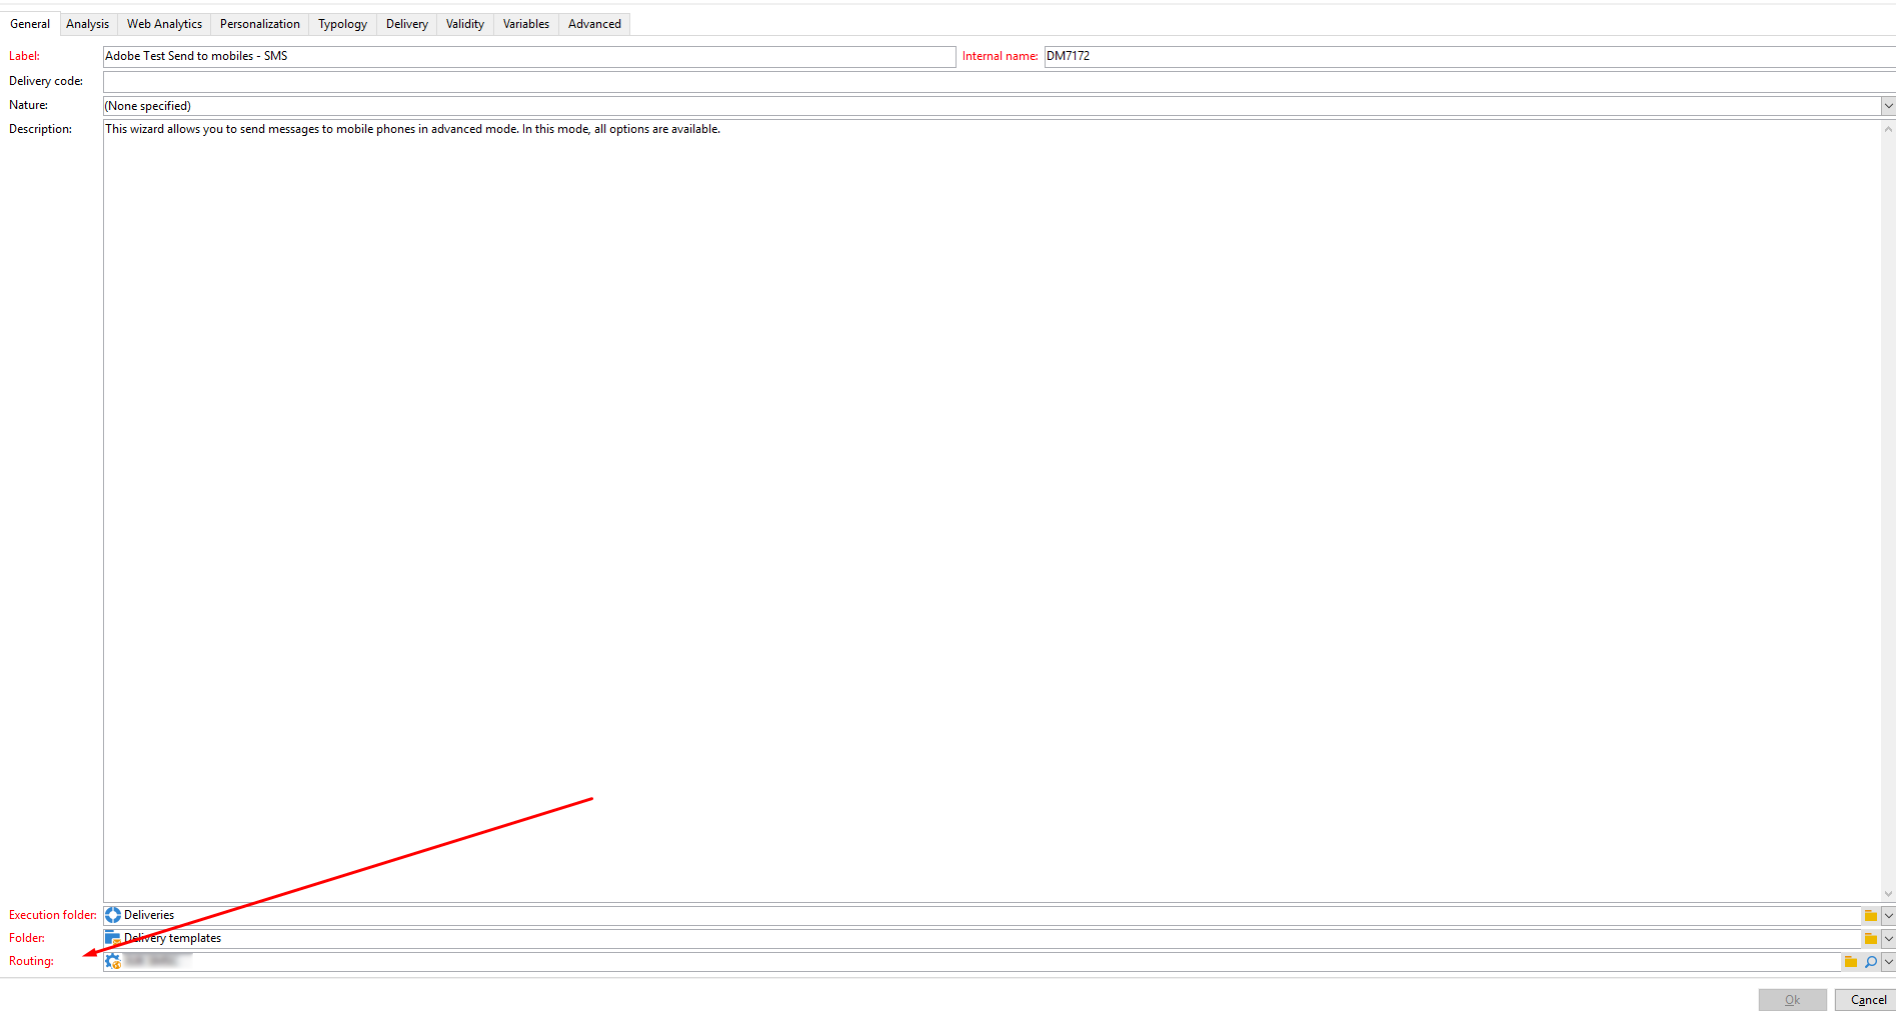 General Analysis Web Analytics Personalization Typology Delivery Validity Variables Advanced
Label: Adobe Test Send to mobiles - SMS Internal name: DM7172
Delivery code:
Nature: (None specified)
Description: This wizard allows you to send messages to mobile phones in advanced mode. In this mode, all options are available.
Execution folder: Deliveries
Folder: Delivery templates
Routing:
Ok Cancel